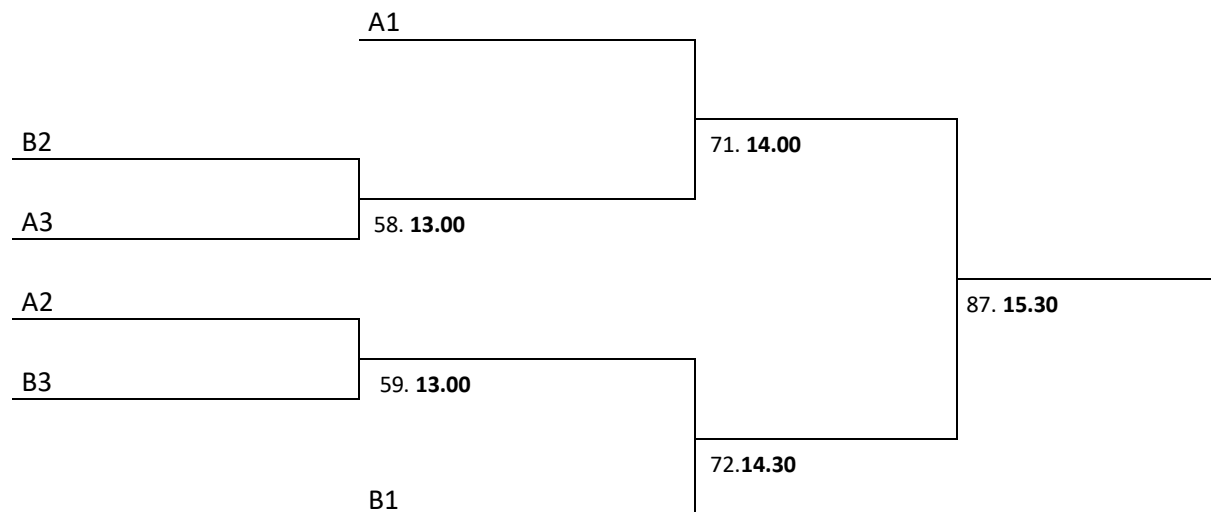 A1
B2
71. 14.00
A3
58. 13.00
A2
87. 15.30
B3
59. 13.00
72.14.30
B1